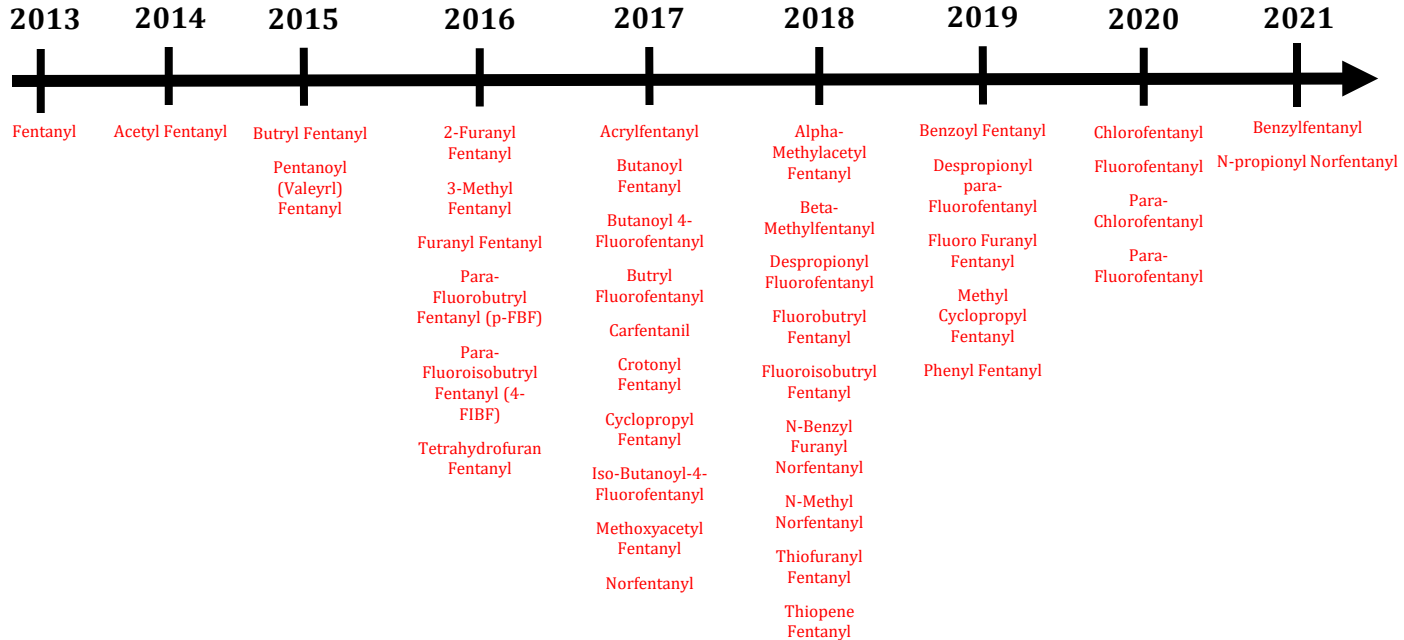 2013
2014
2015
2016
2017
2018
2019
2020
2021
Fentanyl
Acetyl Fentanyl
Butryl Fentanyl
Pentanoyl
(Valeyrl)
Fentanyl
2-Furanyl
Fentanyl
3-Methyl
Fentanyl
Furanyl Fentanyl
Para-
Fluorobutryl
Fentanyl (p-FBF)
Para-
Fluoroisobutryl
Fentanyl (4-
FIBF)
Tetrahydrofuran
Fentanyl
Acrylfentanyl
Butanoyl
Fentanyl
Butanoyl 4-
Fluorofentanyl
Butryl
Fluorofentanyl
Carfentanil
Crotonyl
Fentanyl
Cyclopropyl
Fentanyl
Iso-Butanoyl-4-
Fluorofentanyl
Methoxyacetyl
Fentanyl
Norfentanyl
Alpha-
Methylacetyl
Fentanyl
Beta-
Methylfentanyl
Despropionyl
Fluorofentanyl
Fluorobutryl
Fentanyl
Fluoroisobutryl
Fentanyl
N-Benzyl
Furanyl
Norfentanyl
N-Methyl
Norfentanyl
Thiofuranyl
Fentanyl
Thiopene
Fentanyl
Benzoyl Fentanyl
Despropionyl
para-
Fluorofentanyl
Fluoro Furanyl
Fentanyl
Methyl
Cyclopropyl
Fentanyl
Phenyl Fentanyl
Chlorofentanyl
Fluorofentanyl
Para-
Chlorofentanyl
Para-
Fluorofentanyl
Benzylfentanyl
N-propionyl Norfentanyl